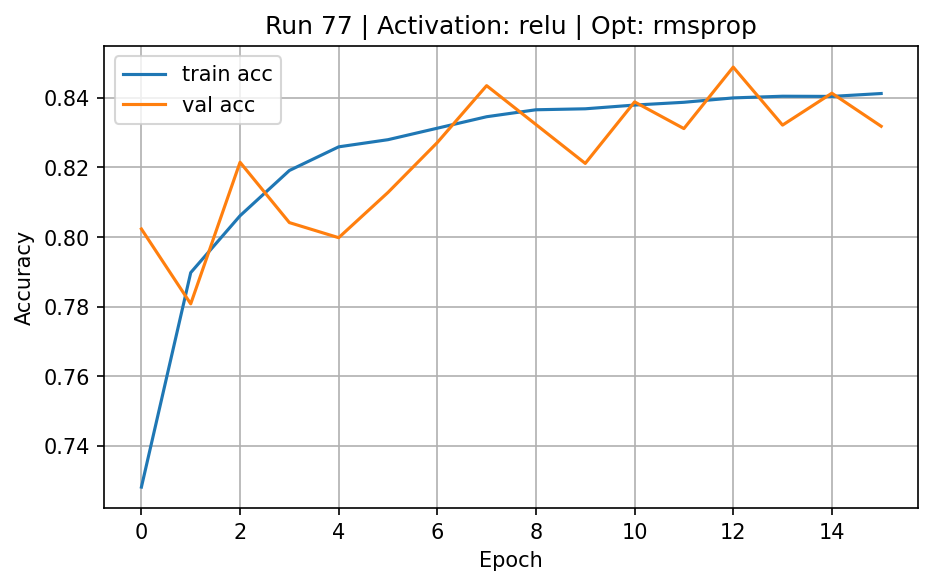 Run 77 | Activation: relu | Opt: rmsprop
train acc
val acc
0.84
0.82
0.80
0.78
0.76
0.74
Accuracy
0 2 4 6 8 10 12 14
Epoch